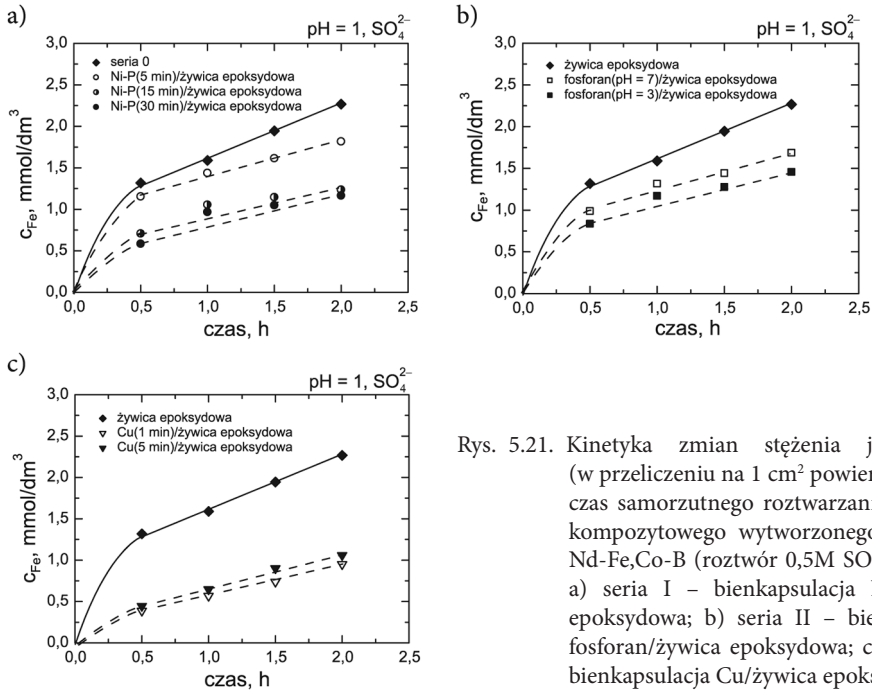 a)
pH = 1, SO₄²⁻
3,0
2,5
2,0
1,5
1,0
0,5
0,0
c_Fe, mmol/dm³
seria 0
Ni-P(5 min)/żywica epoksydowa
Ni-P(15 min)/żywica epoksydowa
Ni-P(30 min)/żywica epoksydowa
0,0 0,5 1,0 1,5 2,0 2,5
czas, h
b)
pH = 1, SO₄²⁻
3,0
2,5
2,0
1,5
1,0
0,5
0,0
c_Fe, mmol/dm³
żywica epoksydowa
fosforan(pH = 7)/żywica epoksydowa
fosforan(pH = 3)/żywica epoksydowa
0,0 0,5 1,0 1,5 2,0 2,5
czas, h
c)
pH = 1, SO₄²⁻
3,0
2,5
2,0
1,5
1,0
0,5
0,0
c_Fe, mmol/dm³
żywica epoksydowa
Cu(1 min)/żywica epoksydowa
Cu(5 min)/żywica epoksydowa
0,0 0,5 1,0 1,5 2,0 2,5
czas, h
Rys. 5.21. Kinetyka zmian stężenia
(w przeliczeniu na 1 cm² 
czas samorzutnego
kompozytowego wytworzonego
Nd-Fe,Co-B (roztwór 0,5M
a) seria I – bienkapsulacja
epoksydowa; b) seria II –
fosforan/żywica epoksydowa;
bienkapsulacja Cu/żywica